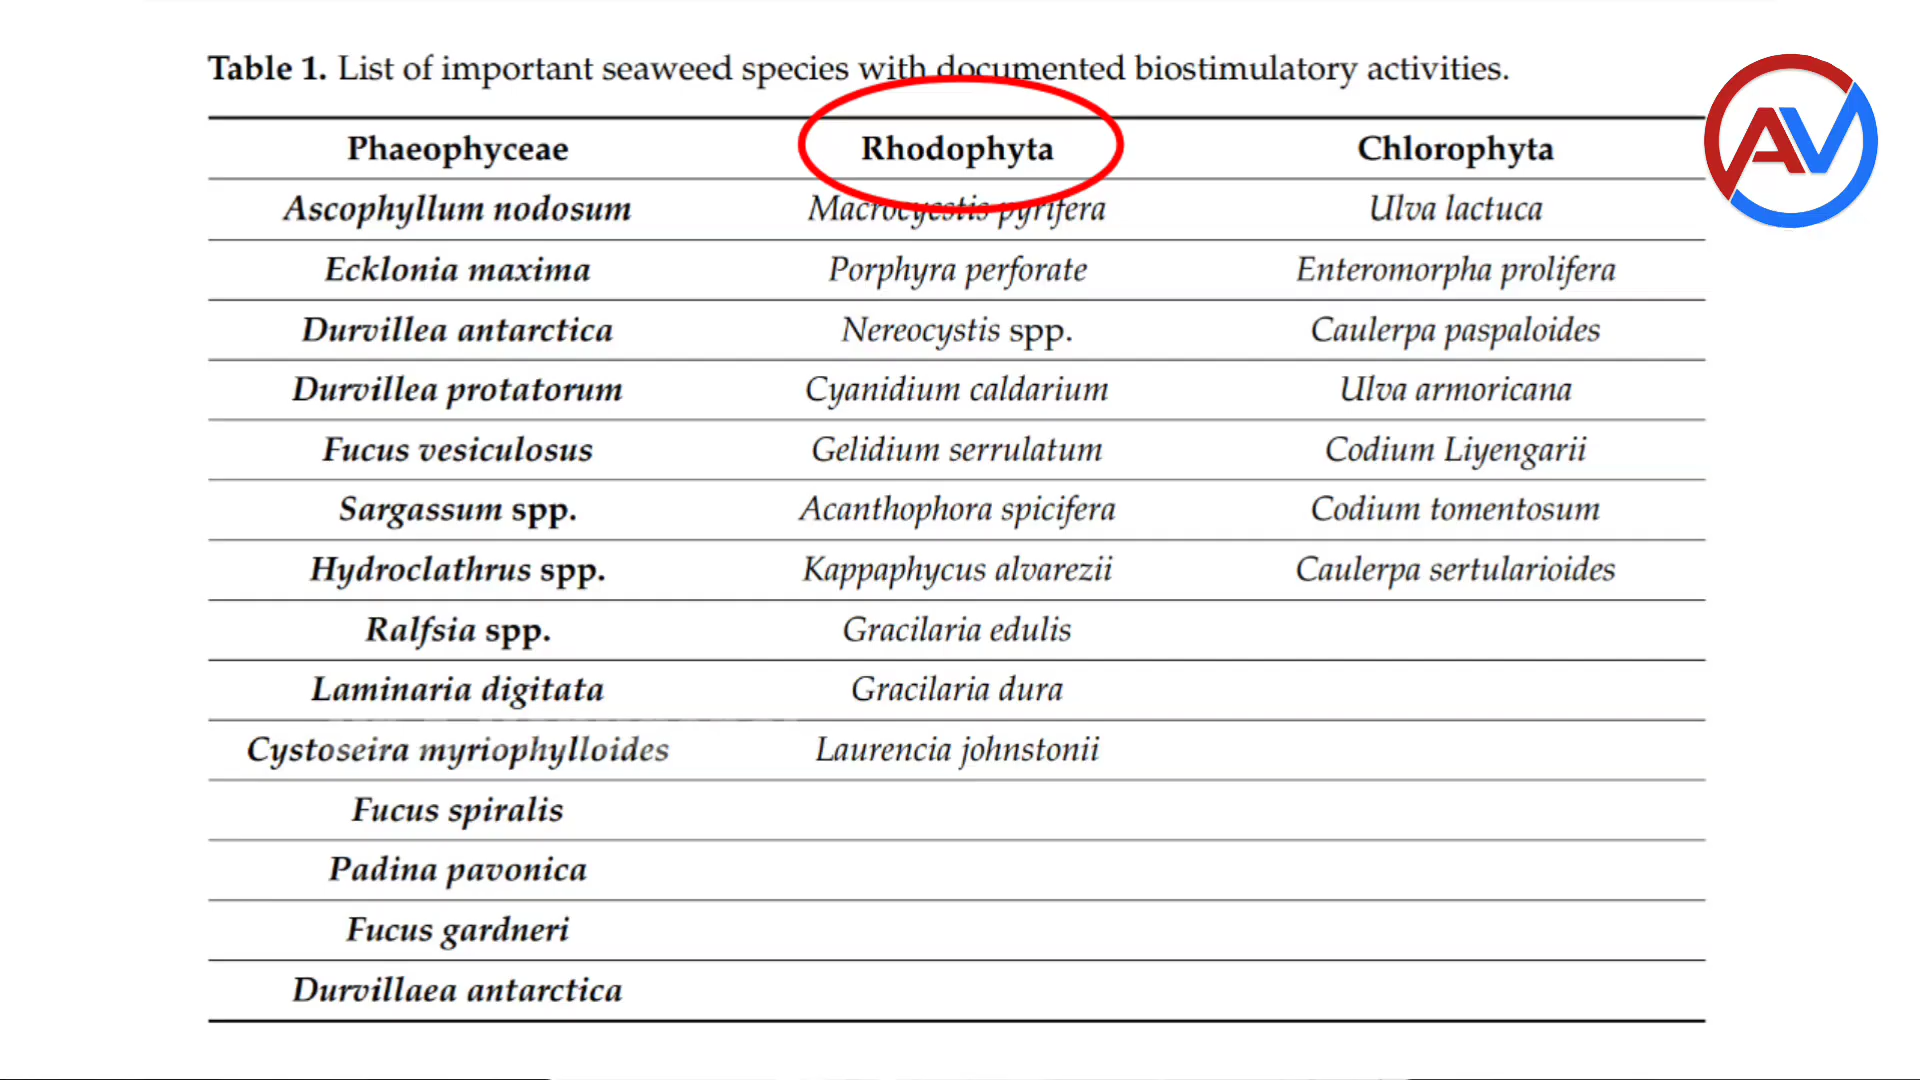 Table 1. List of important seaweed species with documented biostimulatory activities.
AV
Phaeophyceae Rhodophyta Chlorophyta
Ascophyllum nodosum Macrocycstis pyrifera Ulva lactuca
Ecklonia maxima Porphyra perforate Enteromorpha prolifera
Durvillea antarctica Nereocystis spp. Caulerpa paspaloides
Durvillea protatorum Cyanidium caldarium Ulva armoricana
Fucus vesiculosus Gelidium serrulatum Codium Liyengarii
Sargassum spp. Acanthophora spicifera Codium tomentosum
Hydroclathrus spp. Kappaphycus alvarezii Caulerpa sertularioides
Ralfsia spp. Gracilaria edulis
Laminaria digitata Gracilaria dura
Cystoseira myriophylloides Laurencia johnstonii
Fucus spiralis
Padina pavonica
Fucus gardneri
Durvillaea antarctica